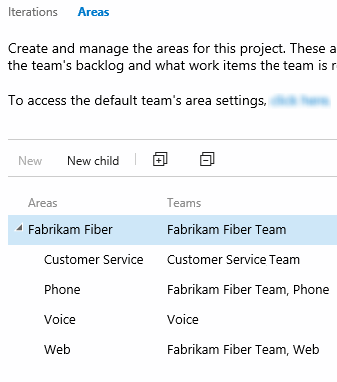 Iterations Areas
Create and manage the areas for this project. These a
the team's backlog and what work items the team is r
To access the default team's area settings,
New New child
Areas Teams
Fabrikam Fiber Fabrikam Fiber Team
Customer Service Customer Service Team
Phone Fabrikam Fiber Team, Phone
Voice Voice
Web Fabrikam Fiber Team, Web